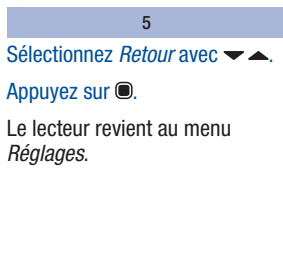 5
Sélectionnez Retour avec
Appuyez sur
Le lecteur revient au menu
Réglages.